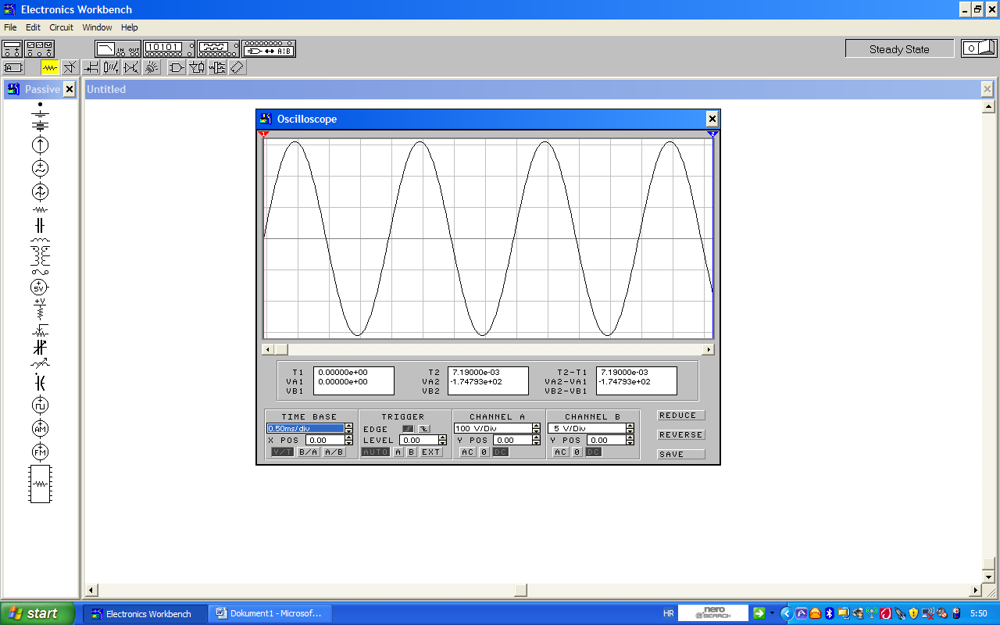 Electronics Workbench
File Edit Circuit Window Help
IN OUT 10101 A|B
Steady State
A
Passive
Untitled
Oscilloscope
1 2
5V
+V
AM
FM
T1 0.00000e+00 T2 7.19000e-03 T2-T1 7.19000e-03
VA1 0.00000e+00 VA2 -1.74793e+02 VA2-VA1 -1.74793e+02
VB1 VB2 VB2-VB1
TIME BASE TRIGGER CHANNEL A CHANNEL B REDUCE
0.50ms/div EDGE 100 V/Div 5 V/Div
X POS 0.00 LEVEL 0.00 Y POS 0.00 Y POS 0.00 REVERSE
Y/T B/A A/B AUTO A B EXT AC 0 DC AC 0 DC SAVE
start Electronics Workbench Dokument1 - Microsof... HR nero SEARCH 5:50